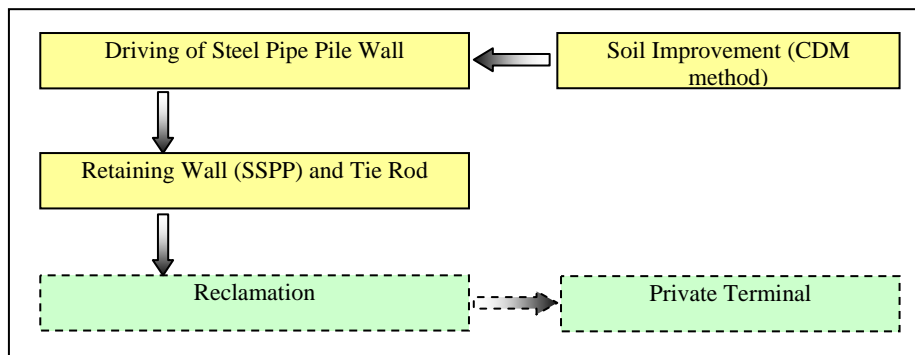 Driving of Steel Pipe Pile Wall
Soil Improvement (CDM
method)
Retaining Wall (SSPP) and Tie Rod
Reclamation
Private Terminal